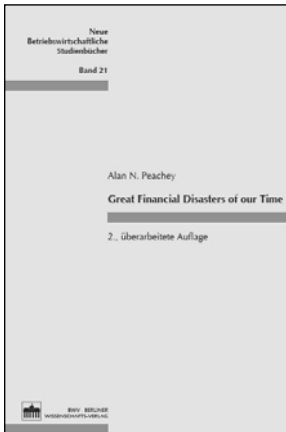 Neue
Betriebswirtschaftliche
Studienbücher
Band 21
Alan N. Peachey
Great Financial Disasters of our Time
2., überarbeitete Auflage
BWV BERLINER
WISSENSCHAFTS-VERLAG